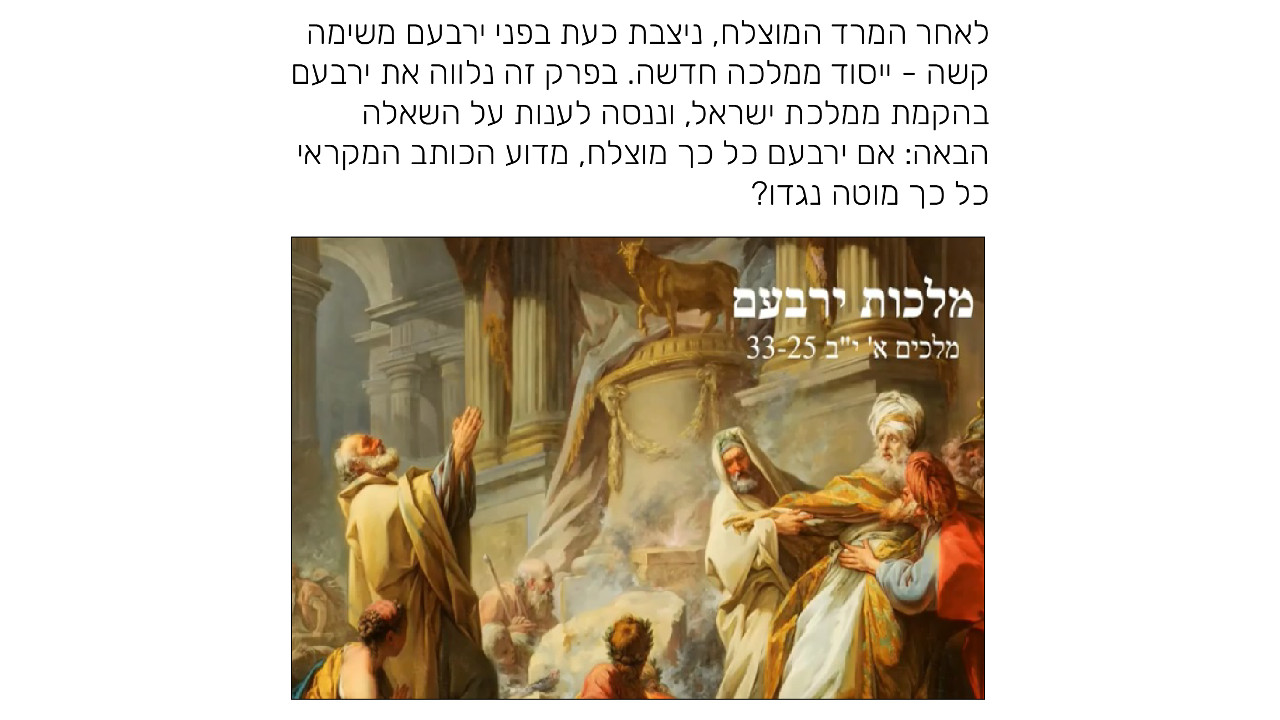 לאחר המרד המוצלח, ניצבת כעת בפני ירבעם משימה
קשה - ייסוד ממלכה חדשה. בפרק זה נלווה את ירבעם
בהקמת ממלכת ישראל, וננסה לענות על השאלה
הבאה: אם ירבעם כל כך מוצלח, מדוע הכותב המקראי
כל כך מוטה נגדו?
מלכות ירבעם
מלכים א' י"ב 33-25